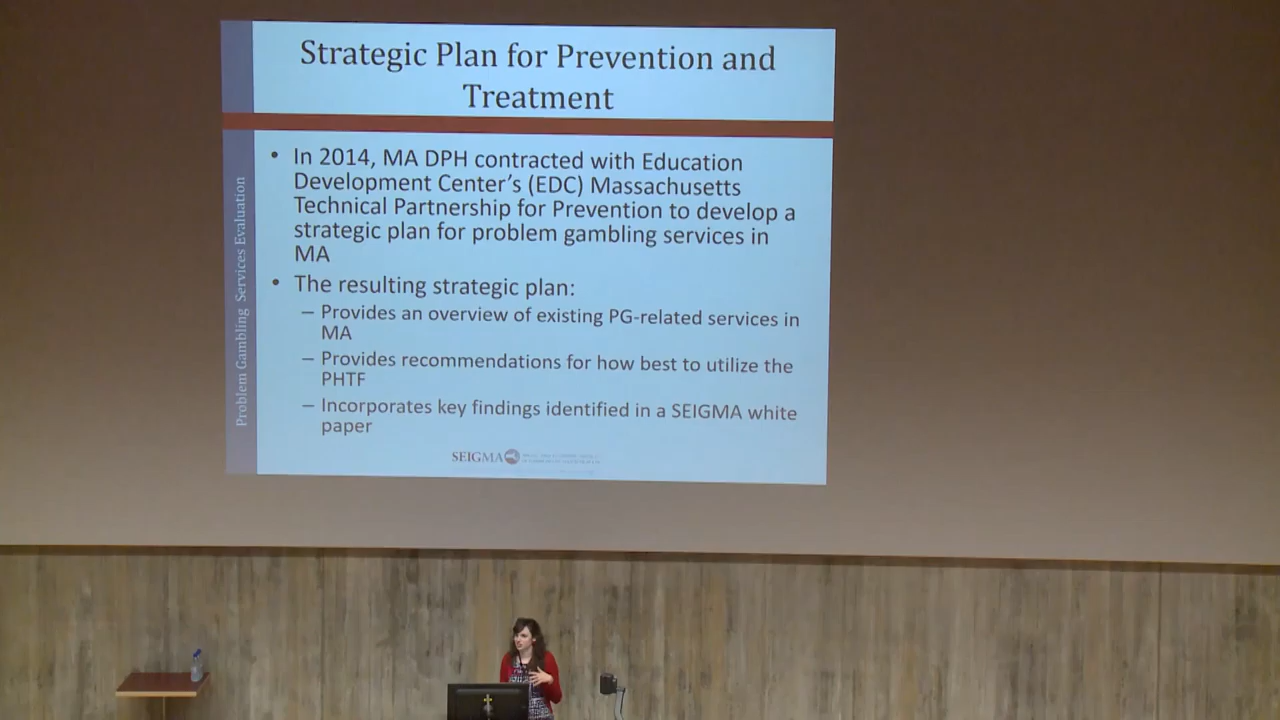 Strategic Plan for Prevention and
Treatment
• In 2014, MA DPH contracted with Education
Development Center's (EDC) Massachusetts
Technical Partnership for Prevention to develop a
strategic plan for problem gambling services in
MA
• The resulting strategic plan:
– Provides an overview of existing PG-related services in
MA
– Provides recommendations for how best to utilize the
PHTF
– Incorporates key findings identified in a SEIGMA white
paper
Problem Gambling Services Evaluation
SEIGMA